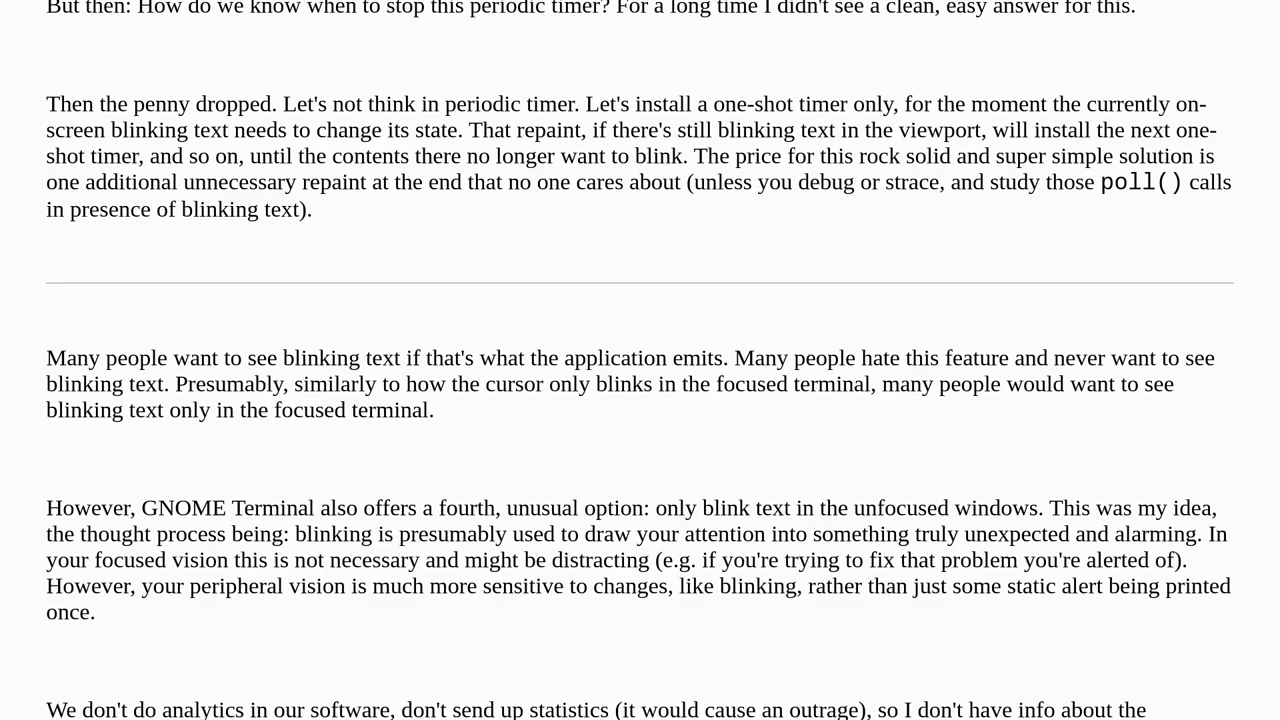 But then: How do we know when to stop this periodic timer? For a long time I didn't see a clean, easy answer for this.
Then the penny dropped. Let's not think in periodic timer. Let's install a one-shot timer only, for the moment the currently on-
screen blinking text needs to change its state. That repaint, if there's still blinking text in the viewport, will install the next one-
shot timer, and so on, until the contents there no longer want to blink. The price for this rock solid and super simple solution is
one additional unnecessary repaint at the end that no one cares about (unless you debug or strace, and study those poll() calls
in presence of blinking text).
Many people want to see blinking text if that's what the application emits. Many people hate this feature and never want to see
blinking text. Presumably, similarly to how the cursor only blinks in the focused terminal, many people would want to see
blinking text only in the focused terminal.
However, GNOME Terminal also offers a fourth, unusual option: only blink text in the unfocused windows. This was my idea,
the thought process being: blinking is presumably used to draw your attention into something truly unexpected and alarming. In
your focused vision this is not necessary and might be distracting (e.g. if you're trying to fix that problem you're alerted of).
However, your peripheral vision is much more sensitive to changes, like blinking, rather than just some static alert being printed
once.
We don't do analytics in our software, don't send up statistics (it would cause an outrage), so I don't have info about the